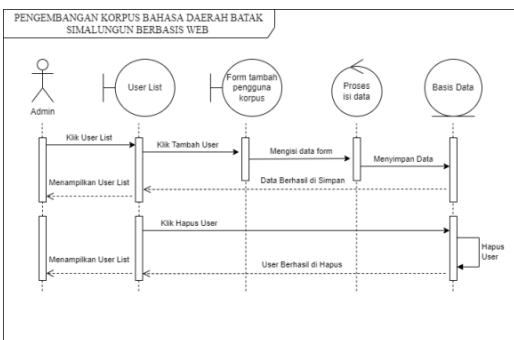 PENGEMBANGAN KORPUS BAHASA DAERAH BATAK
SIMALUNGUN BERBASIS WEB
Admin
User List
Form tambah
pengguna
korpus
Proses
isi data
Basis Data
Klik User List
Klik Tambah User
Mengisi data form
Menyimpan Data
Menampilkan User List
Data Berhasil di Simpan
Klik Hapus User
Hapus
User
Menampilkan User List
User Berhasil di Hapus